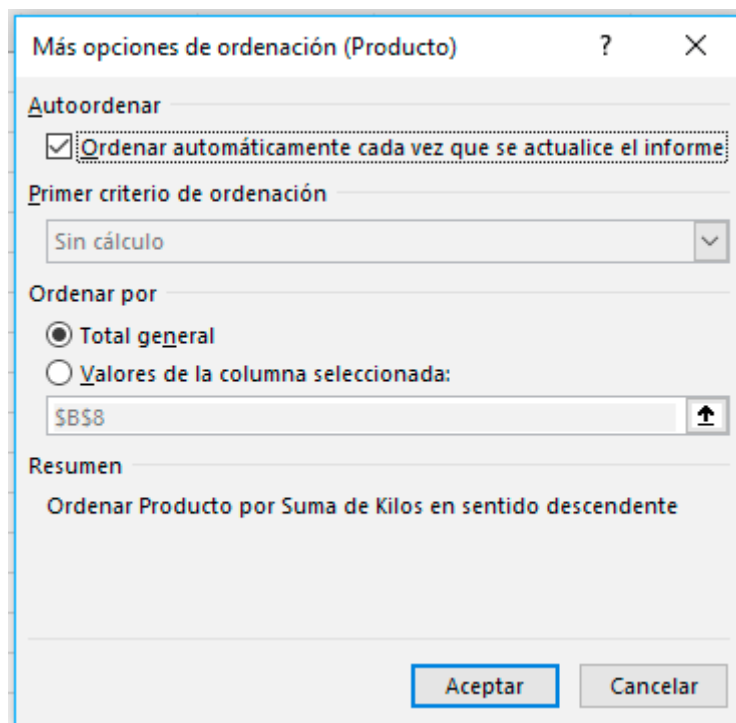 Más opciones de ordenación (Producto)
?
Autoordenar
Ordenar automáticamente cada vez que se actualice el informe
Primer criterio de ordenación
Sin cálculo
Ordenar por
Total general
Valores de la columna seleccionada:
$B$8
Resumen
Ordenar Producto por Suma de Kilos en sentido descendente
Aceptar
Cancelar